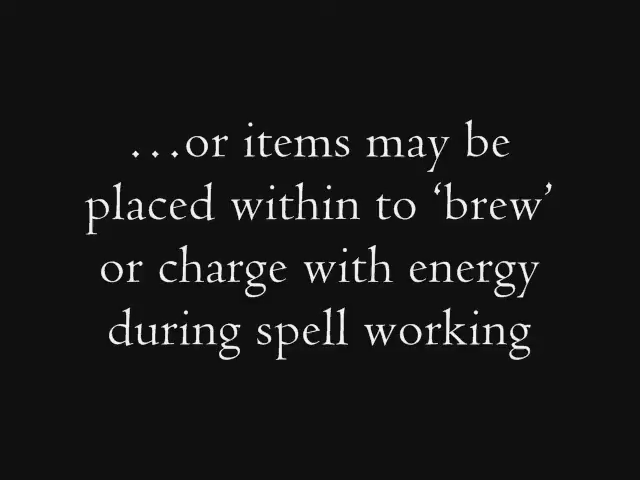 …or items may be
placed within to ‘brew’
or charge with energy
during spell working